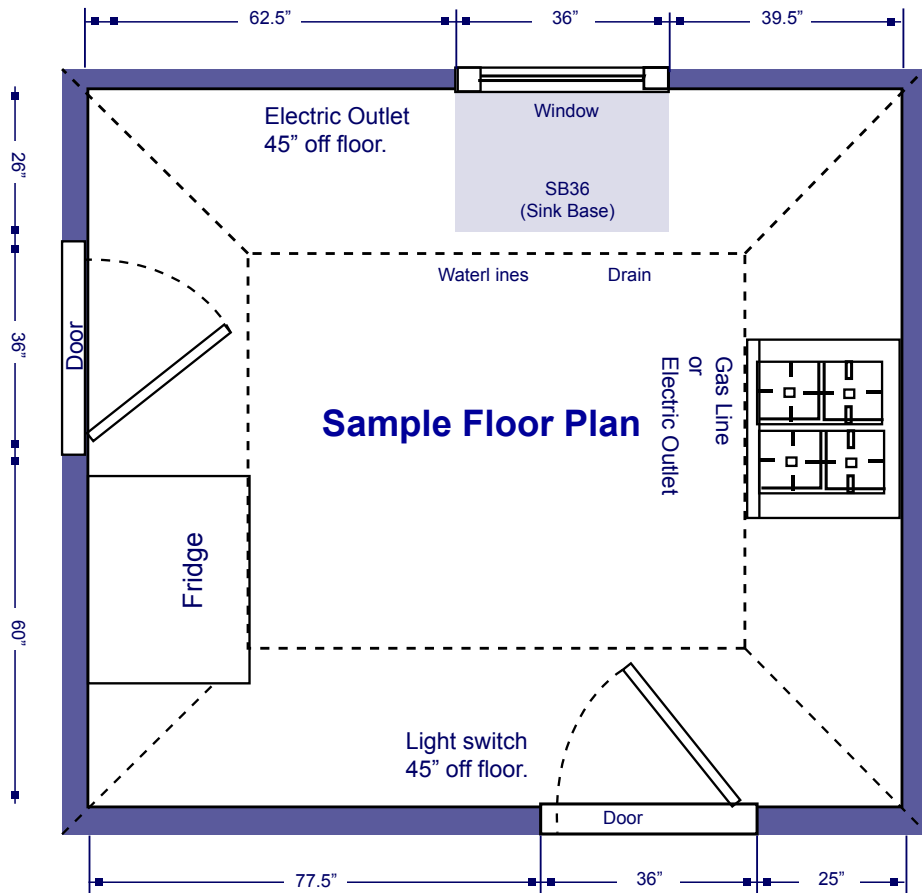 62.5”
36”
39.5”
Electric Outlet
45” off floor.
Window
SB36
(Sink Base)
26”
Waterl ines
Drain
36”
Door
Gas Line
or
Electric Outlet
Sample Floor Plan
Fridge
60”
Light switch
45” off floor.
Door
77.5”
36”
25”